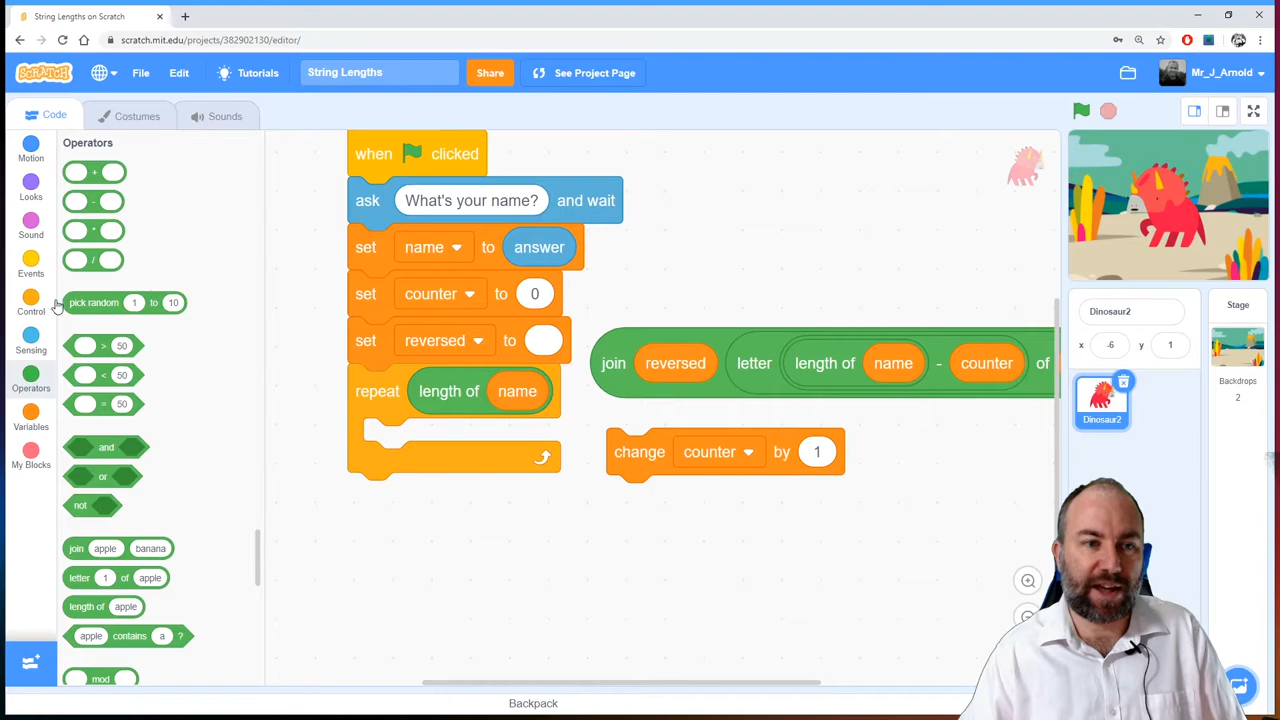 String Lengths on Scratch
scratch.mit.edu/projects/382902130/editor/
SCRATCH
File
Edit
Tutorials
String Lengths
Share
See Project Page
Mr_J_Arnold
Code
Costumes
Sounds
Motion
Looks
Sound
Events
Control
Sensing
Operators
Variables
My Blocks
Operators
+
-
*
/
pick random 1 to 10
> 50
< 50
= 50
and
or
not
join apple banana
letter 1 of apple
length of apple
apple contains a ?
mod
when clicked
ask What's your name? and wait
set name to answer
set counter to 0
set reversed to
repeat length of name
join reversed letter length of name - counter of
change counter by 1
Dinosaur2
x -6 y 1
Dinosaur2
Stage
Backdrops
2
Backpack